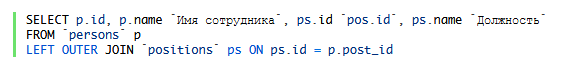 SELECT p.id, p.name `Имя сотрудника`, ps.id `pos.id`, ps.name `Должность`
FROM `persons` p
LEFT OUTER JOIN `positions` ps ON ps.id = p.post_id